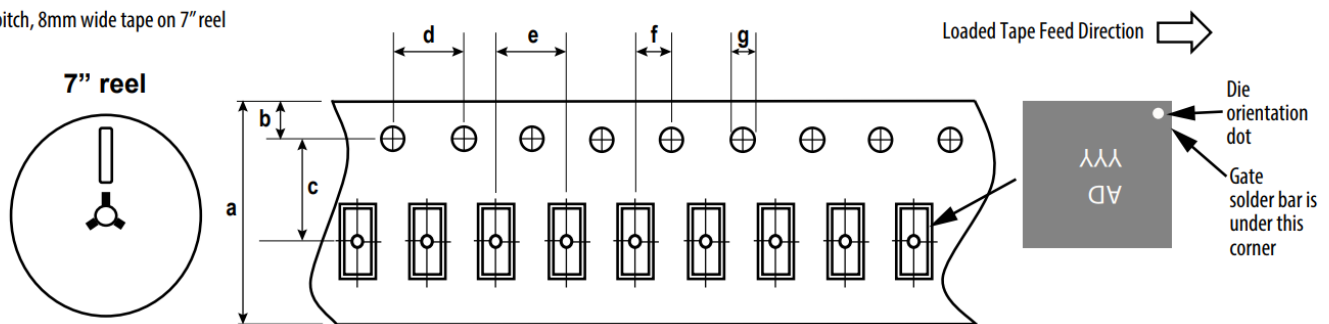 pitch, 8mm wide tape on 7” reel
7” reel
a
b
c
d
e
f
g
Loaded Tape Feed Direction
Die
orientation
dot
YYY
AD
Gate
solder bar is
under this
corner